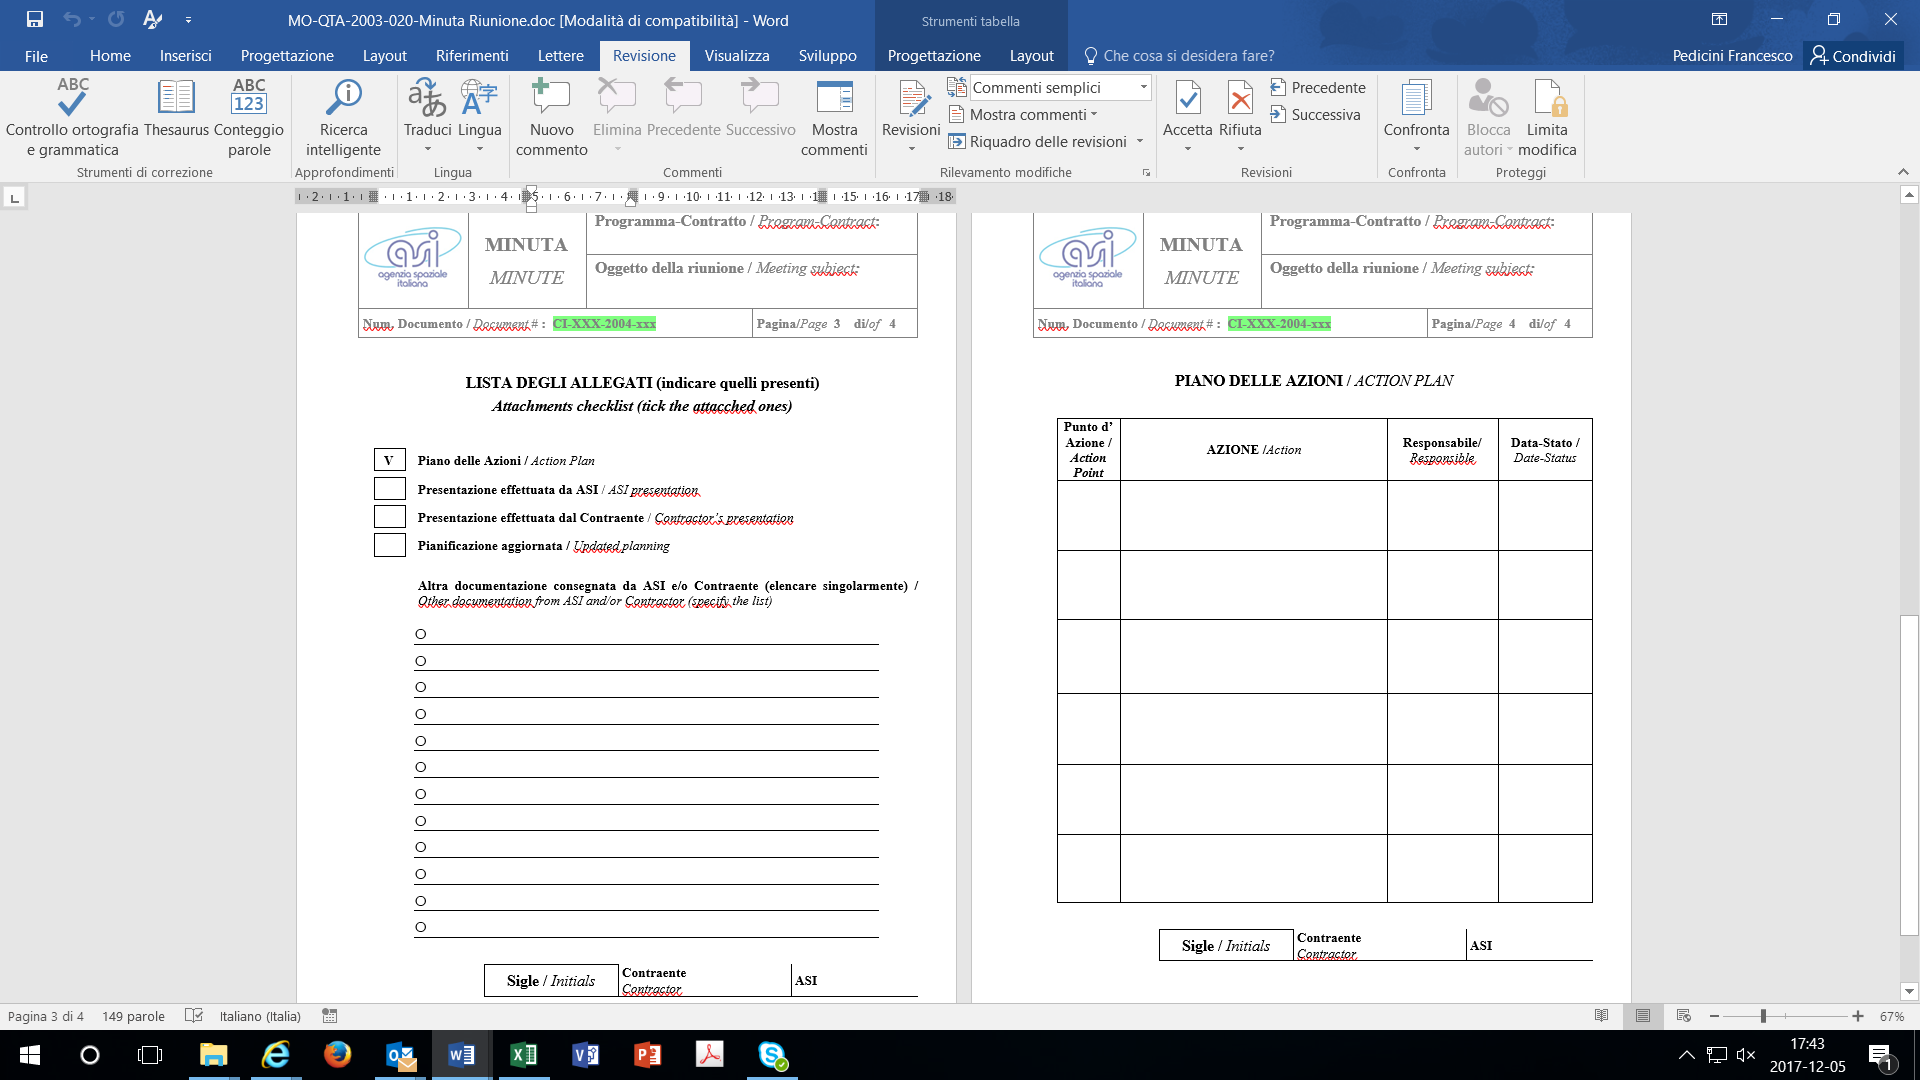 MO-QTA-2003-020-Minuta Riunione.doc [Modalità di compatibilità] - Word
Strumenti tabella
File Home Inserisci Progettazione Layout Riferimenti Lettere Revisione Visualizza Sviluppo Progettazione Layout Che cosa si desidera fare? Pedicini Francesco Condividi
Controllo ortografia e grammatica
Thesaurus
Conteggio parole
Strumenti di correzione
Ricerca intelligente
Approfondimenti
Traduci
Lingua
Lingua
Nuovo commento
Elimina
Precedente
Successivo
Mostra commenti
Commenti
Revisioni
Commenti semplici
Mostra commenti
Riquadro delle revisioni
Rilevamento modifiche
Accetta
Rifiuta
Precedente
Successiva
Revisioni
Confronta
Confronta
Blocca autori
Limita modifica
Proteggi
asi
agenzia spaziale
italiana
MINUTA
MINUTE
Programma-Contratto / Program-Contract:
Oggetto della riunione / Meeting subject:
Num. Documento / Document # : CI-XXX-2004-xxx
Pagina/Page 3 di/of 4
LISTA DEGLI ALLEGATI (indicare quelli presenti)
Attachments checklist (tick the attacched ones)
V Piano delle Azioni / Action Plan
Presentazione effettuata da ASI / ASI presentation
Presentazione effettuata dal Contraente / Contractor's presentation
Pianificazione aggiornata / Updated planning
Altra documentazione consegnata da ASI e/o Contraente (elencare singolarmente) /
Other documentation from ASI and/or Contractor (specify the list)
Sigle / Initials
Contraente
Contractor
ASI
asi
agenzia spaziale
italiana
MINUTA
MINUTE
Programma-Contratto / Program-Contract:
Oggetto della riunione / Meeting subject:
Num. Documento / Document # : CI-XXX-2004-xxx
Pagina/Page 4 di/of 4
PIANO DELLE AZIONI / ACTION PLAN
Punto d'
Azione /
Action
Point
AZIONE /Action
Responsabile/
Responsible
Data-Stato /
Date-Status
Sigle / Initials
Contraente
Contractor
ASI
Pagina 3 di 4 149 parole Italiano (Italia) 67%
17:43
2017-12-05
1